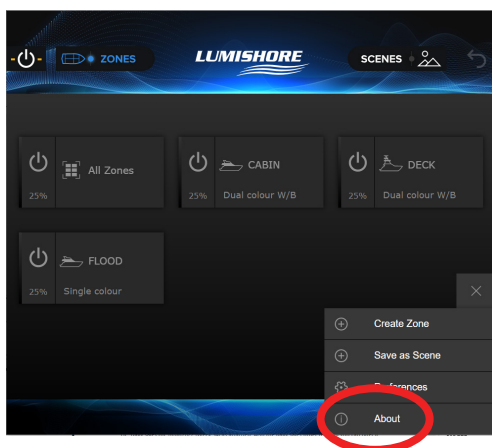 ZONES
LUMISHORE
SCENES
All Zones
25%
CABIN
25% Dual colour W/B
DECK
25% Dual colour W/B
FLOOD
25% Single colour
Create Zone
Save as Scene
Preferences
About